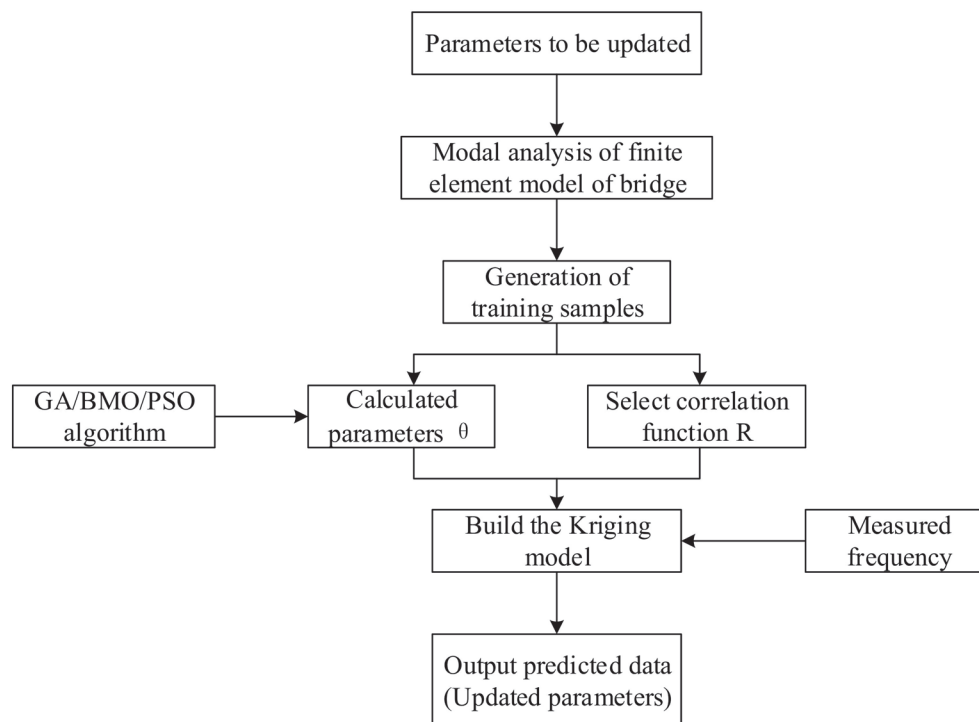 Parameters to be updated
Modal analysis of finite
element model of bridge
Generation of
training samples
GA/BMO/PSO
algorithm
Calculated
parameters θ
Select correlation
function R
Build the Kriging
model
Measured
frequency
Output predicted data
(Updated parameters)